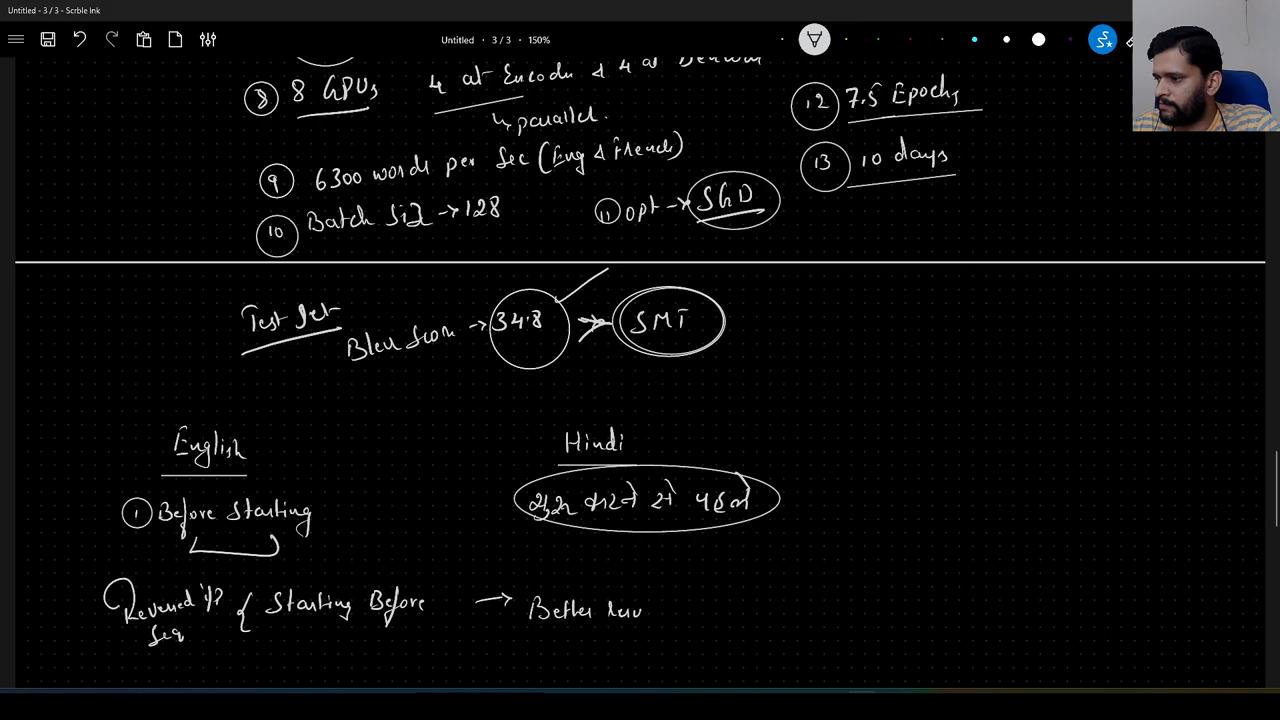 Untitled - 3 / 3 - Scrble Ink
Untitled • 3 / 3 • 150%
8 8 GPUs 4 at Encoder & 4 at Decoder
↳ parallel.
12 7.5 Epochs
9 6300 words per sec (Eng & French)
13 10 days
10 Batch Size → 128
11 opt → SGD
Test Set
Bleu Score → 34.8 > SMT
English
Hindi
1 Before Starting
शुरू करने से पहले
Reversed i/p Seq { Starting Before → Better